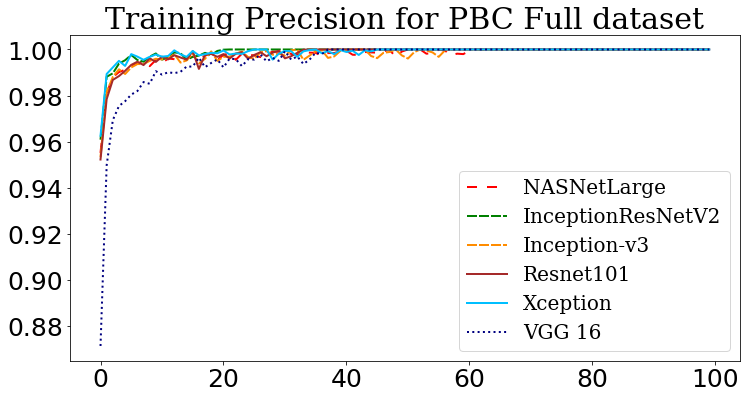 Training Precision for PBC Full dataset
1.00
0.98
0.96
0.94
0.92
0.90
0.88
NASNetLarge
InceptionResNetV2
Inception-v3
Resnet101
Xception
VGG 16
0 20 40 60 80 100